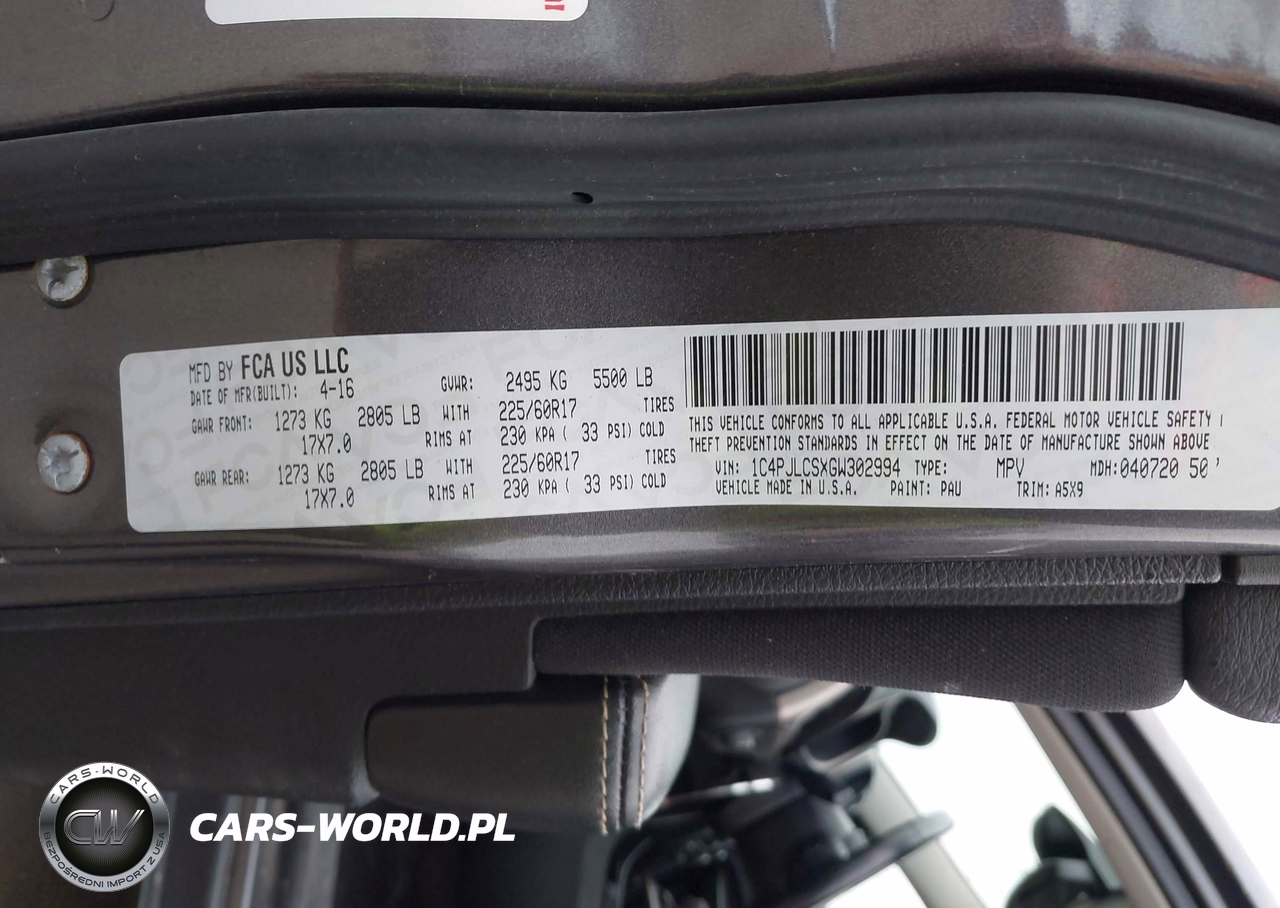 MFD BY FCA US LLC
DATE OF MFR(BUILT): 4-16 GVWR: 2495 KG 5500 LB
GAWR FRONT: 1273 KG 2805 LB WITH 225/60R17 TIRES
17X7.0 RIMS AT 230 KPA ( 33 PSI) COLD
GAWR REAR: 1273 KG 2805 LB WITH 225/60R17 TIRES
17X7.0 RIMS AT 230 KPA ( 33 PSI) COLD
THIS VEHICLE CONFORMS TO ALL APPLICABLE U.S.A. FEDERAL MOTOR VEHICLE SAFETY
THEFT PREVENTION STANDARDS IN EFFECT ON THE DATE OF MANUFACTURE SHOWN ABOVE
VIN: 1C4PJLCSXGW302994 TYPE: MPV MDH:040720 50
VEHICLE MADE IN U.S.A. PAINT: PAU TRIM: A5X9
CARS-WORLD
CW
BEZPOŚREDNI IMPORT Z USA
CARS-WORLD.PL